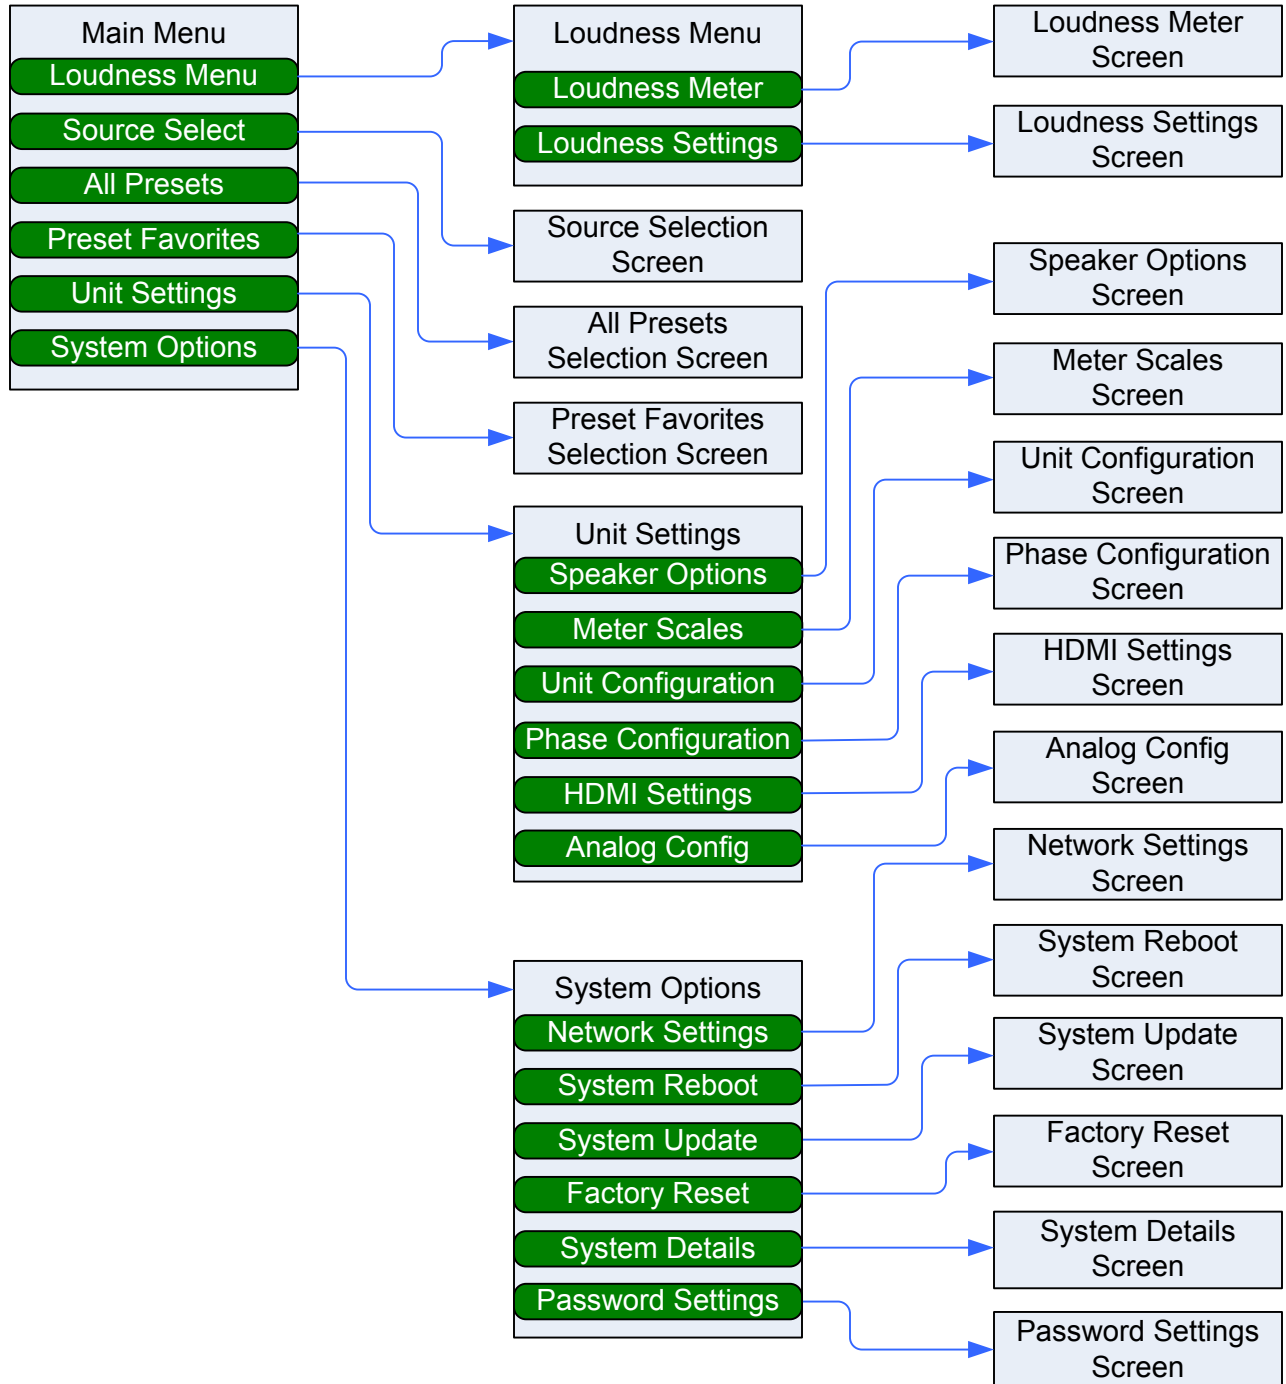 Main Menu
Loudness Menu
Source Select
All Presets
Preset Favorites
Unit Settings
System Options
Loudness Menu
Loudness Meter
Loudness Settings
Source Selection
Screen
All Presets
Selection Screen
Preset Favorites
Selection Screen
Unit Settings
Speaker Options
Meter Scales
Unit Configuration
Phase Configuration
HDMI Settings
Analog Config
System Options
Network Settings
System Reboot
System Update
Factory Reset
System Details
Password Settings
Loudness Meter
Screen
Loudness Settings
Screen
Speaker Options
Screen
Meter Scales
Screen
Unit Configuration
Screen
Phase Configuration
Screen
HDMI Settings
Screen
Analog Config
Screen
Network Settings
Screen
System Reboot
Screen
System Update
Screen
Factory Reset
Screen
System Details
Screen
Password Settings
Screen